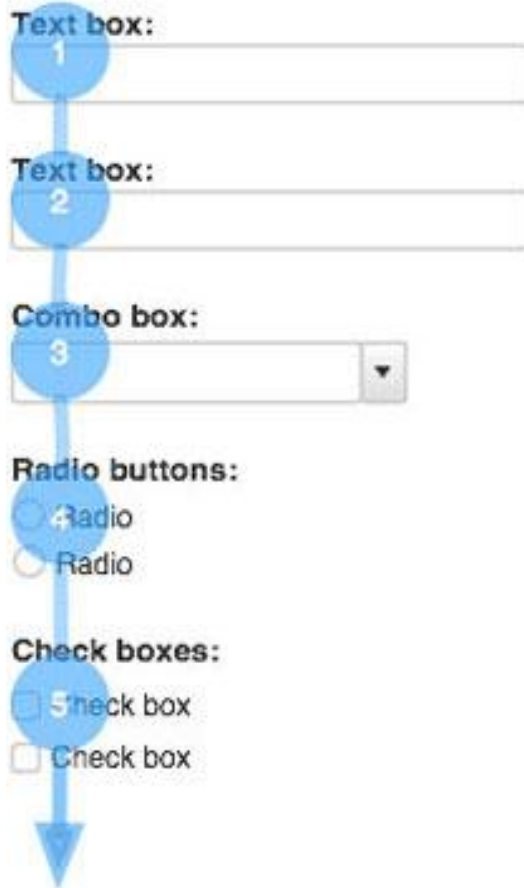 Text box:
1
Text box:
2
Combo box:
3
Radio buttons:
4 Radio
Radio
Check boxes:
5 Check box
Check box